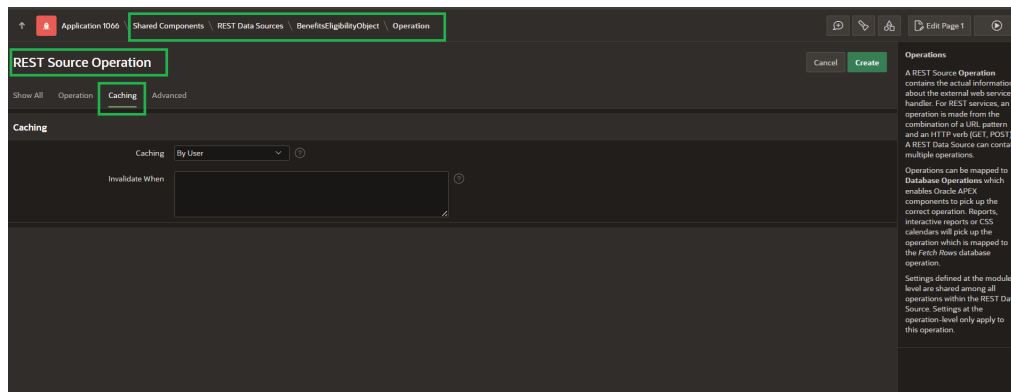 Application 1066 \ Shared Components \ REST Data Sources \ BenefitsEligibilityObject \ Operation
Edit Page 1
REST Source Operation
Cancel
Create
Show All
Operation
Caching
Advanced
Caching
Caching
By User
Invalidate When
Operations
A REST Source Operation
contains the actual information
about the external web service
handler. For REST services, an
operation is made from the
combination of a URL pattern
and an HTTP verb (GET, POST)
A REST Data Source can conta
multiple operations.
Operations can be mapped to
Database Operations which
enables Oracle APEX
components to pick up the
correct operation. Reports,
interactive reports or CSS
calendars will pick up the
operation which is mapped to
the Fetch Rows database
operation.
Settings defined at the module
level are shared among all
operations within the REST Da
Source. Settings at the
operation-level only apply to
this operation.